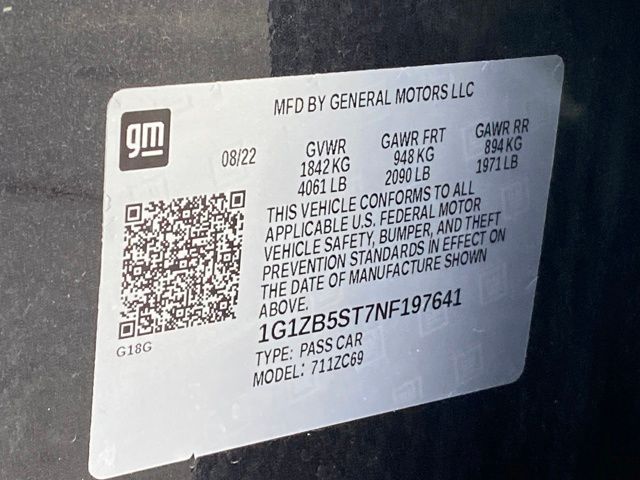 MFD BY GENERAL MOTORS LLC
gm
08/22
GVWR GAWR FRT GAWR RR
1842 KG 948 KG 894 KG
4061 LB 2090 LB 1971 LB
THIS VEHICLE CONFORMS TO ALL
APPLICABLE U.S. FEDERAL MOTOR
VEHICLE SAFETY, BUMPER, AND THEFT
PREVENTION STANDARDS IN EFFECT ON
THE DATE OF MANUFACTURE SHOWN
ABOVE.
1G1ZB5ST7NF197641
G18G
TYPE: PASS CAR
MODEL: 711ZC69